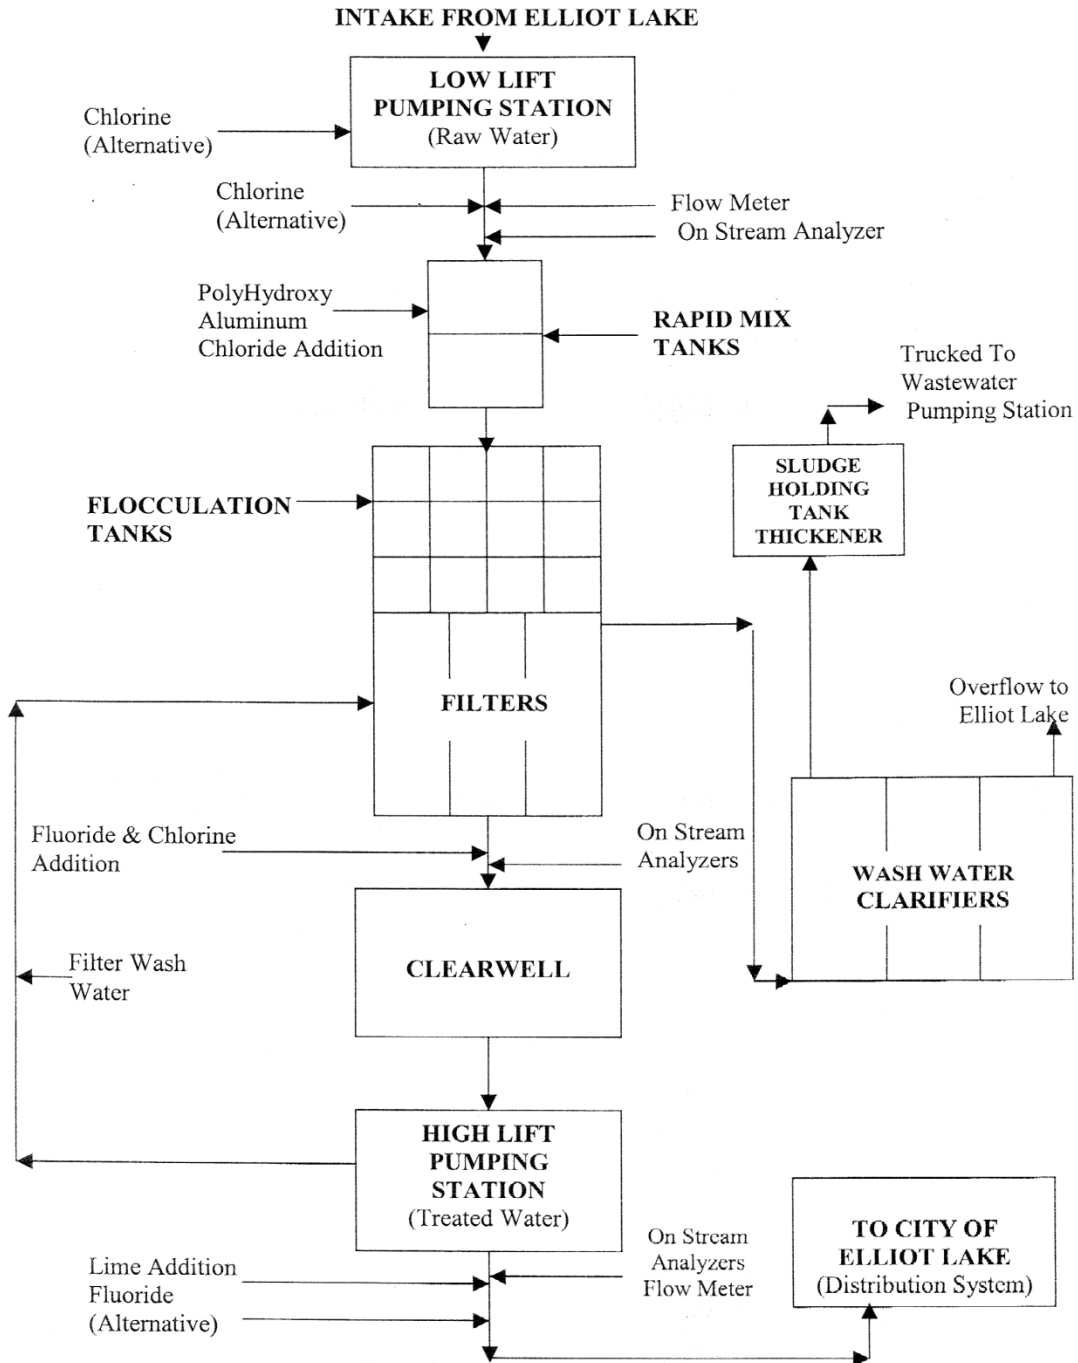 INTAKE FROM ELLIOT LAKE
LOW LIFT
PUMPING STATION
(Raw Water)
Chlorine
(Alternative)
Chlorine
(Alternative)
Flow Meter
On Stream Analyzer
PolyHydroxy
Aluminum
Chloride Addition
RAPID MIX
TANKS
Trucked To
Wastewater
Pumping Station
SLUDGE
HOLDING
TANK
THICKENER
FLOCCULATION
TANKS
FILTERS
Overflow to
Elliot Lake
Fluoride & Chlorine
Addition
On Stream
Analyzers
WASH WATER
CLARIFIERS
CLEARWELL
Filter Wash
Water
HIGH LIFT
PUMPING
STATION
(Treated Water)
On Stream
Analyzers
Flow Meter
Lime Addition
Fluoride
(Alternative)
TO CITY OF
ELLIOT LAKE
(Distribution System)